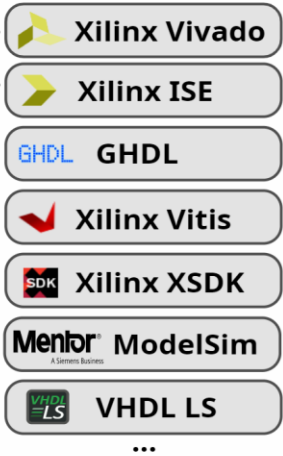 Xilinx Vivado
Xilinx ISE
GHDL GHDL
Xilinx Vitis
SDK Xilinx XSDK
Mentor® ModelSim
A Siemens Business
VHDL LS VHDL LS
...